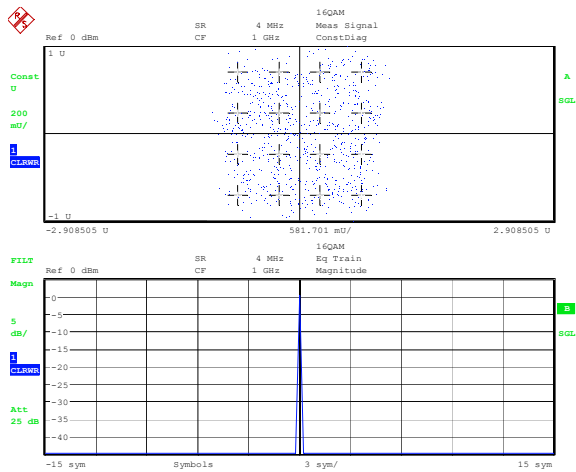 R S
16QAM
SR 4 MHz Meas Signal
Ref 0 dBm CF 1 GHz ConstDiag
1 U
Const A
U
SGL
200
mU/
1
CLRWR
-1 U
-2.908505 U 581.701 mU/ 2.908505 U
16QAM
FILT SR 4 MHz Eq Train
Ref 0 dBm CF 1 GHz Magnitude
Magn
0
B
-5
5
dB/ SGL
-10
-15
1
CLRWR
-20
-25
-30
Att
-35
25 dB
-40
-15 sym Symbols 3 sym/ 15 sym